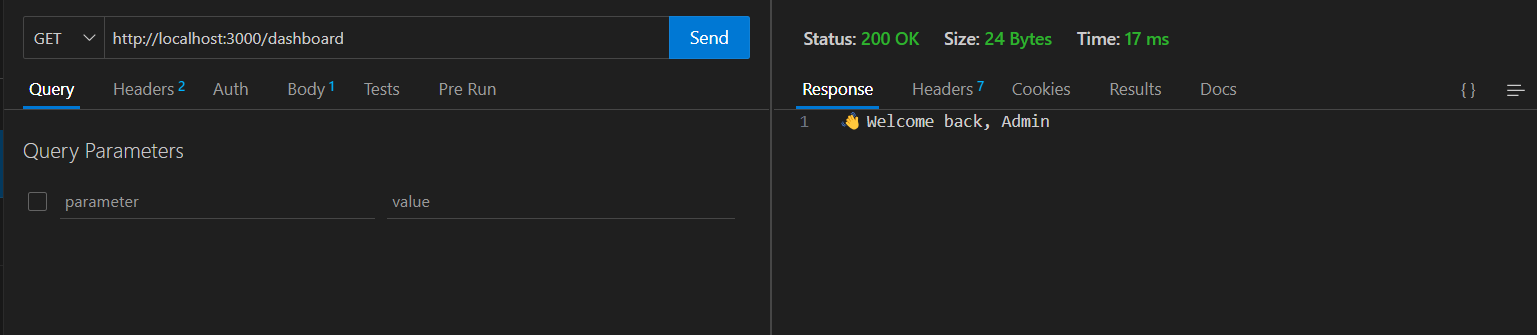 GET http://localhost:3000/dashboard Send
Query Headers 2 Auth Body 1 Tests Pre Run
Query Parameters
parameter value
Status: 200 OK Size: 24 Bytes Time: 17 ms
Response Headers 7 Cookies Results Docs {}
1 👋 Welcome back, Admin